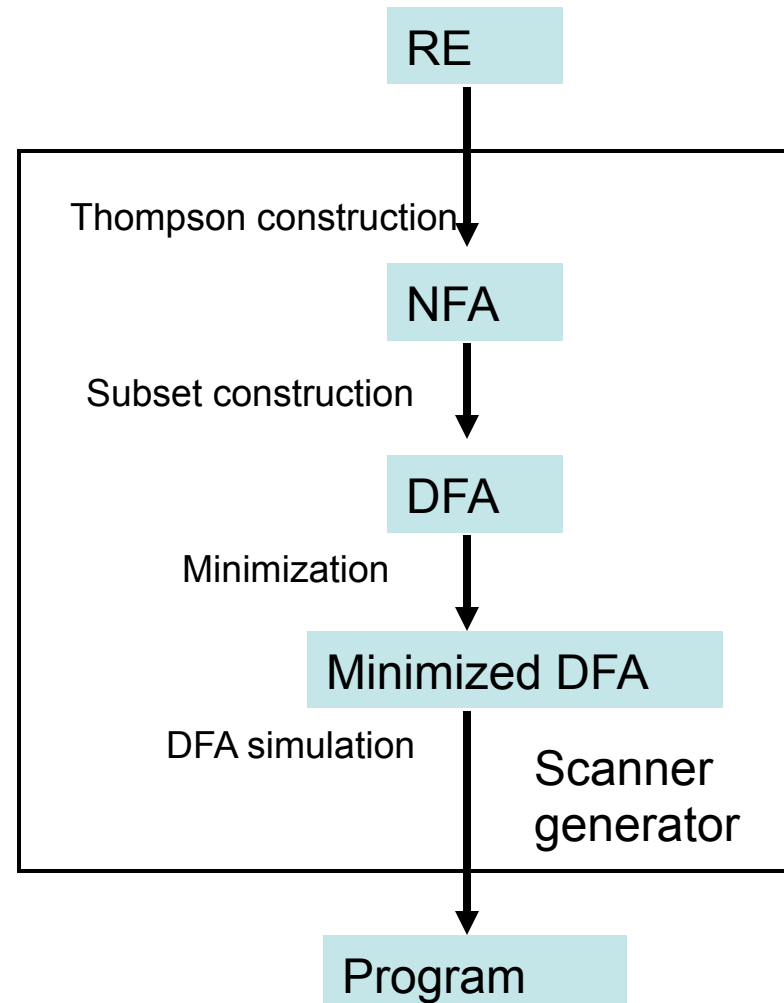 RE
Thompson construction
NFA
Subset construction
DFA
Minimization
Minimized DFA
DFA simulation
Scanner
generator
Program